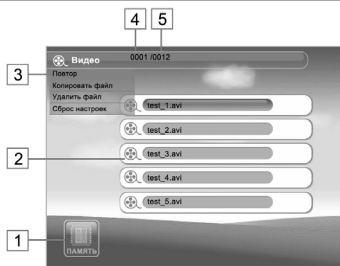 4 5
Видео 0001 /0012
3
Повтор
Копировать файл
Удалить файл
Сброс настроек
test_1.avi
test_2.avi
2
test_3.avi
test_4.avi
test_5.avi
1
ПАМЯТЬ